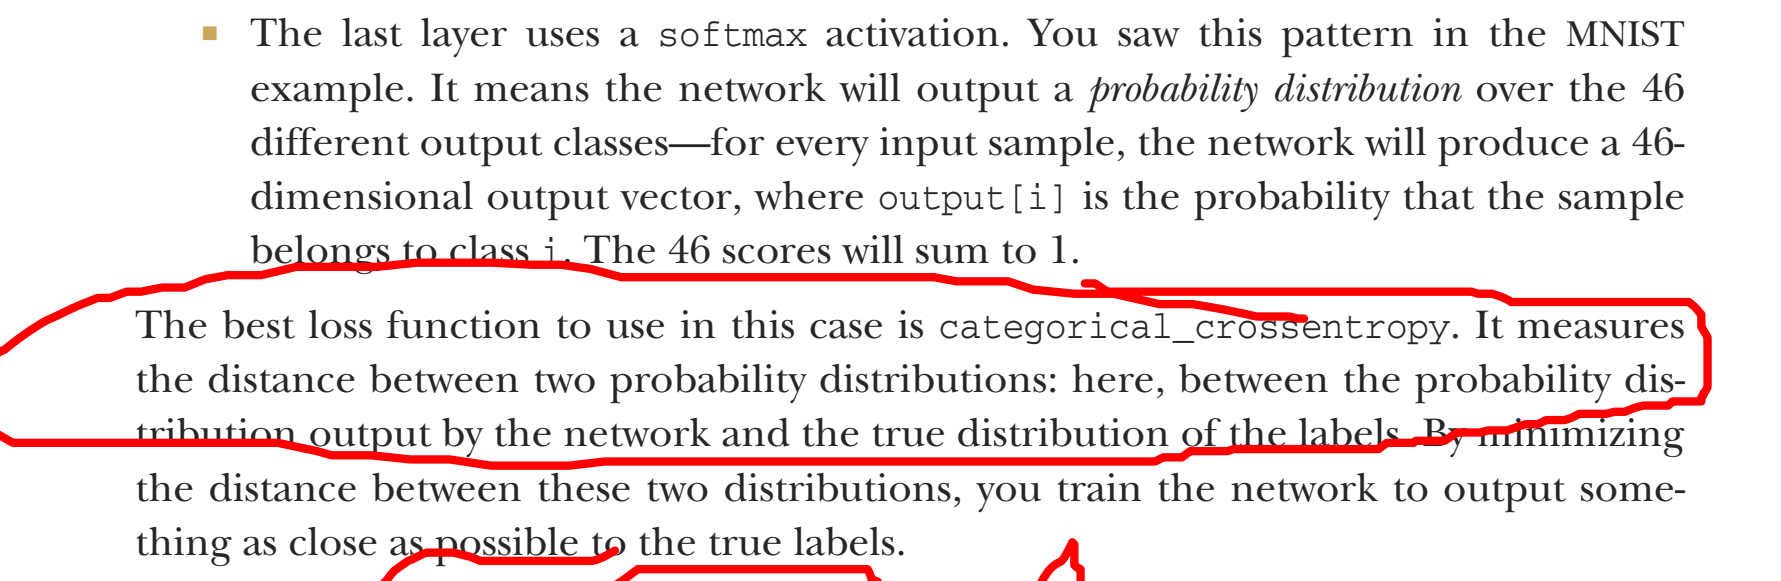 The last layer uses a softmax activation. You saw this pattern in the MNIST
example. It means the network will output a probability distribution over the 46
different output classes—for every input sample, the network will produce a 46-
dimensional output vector, where output[i] is the probability that the sample
belongs to class i. The 46 scores will sum to 1.
The best loss function to use in this case is categorical_crossentropy. It measures
the distance between two probability distributions: here, between the probability dis-
tribution output by the network and the true distribution of the labels. By minimizing
the distance between these two distributions, you train the network to output some-
thing as close as possible to the true labels.